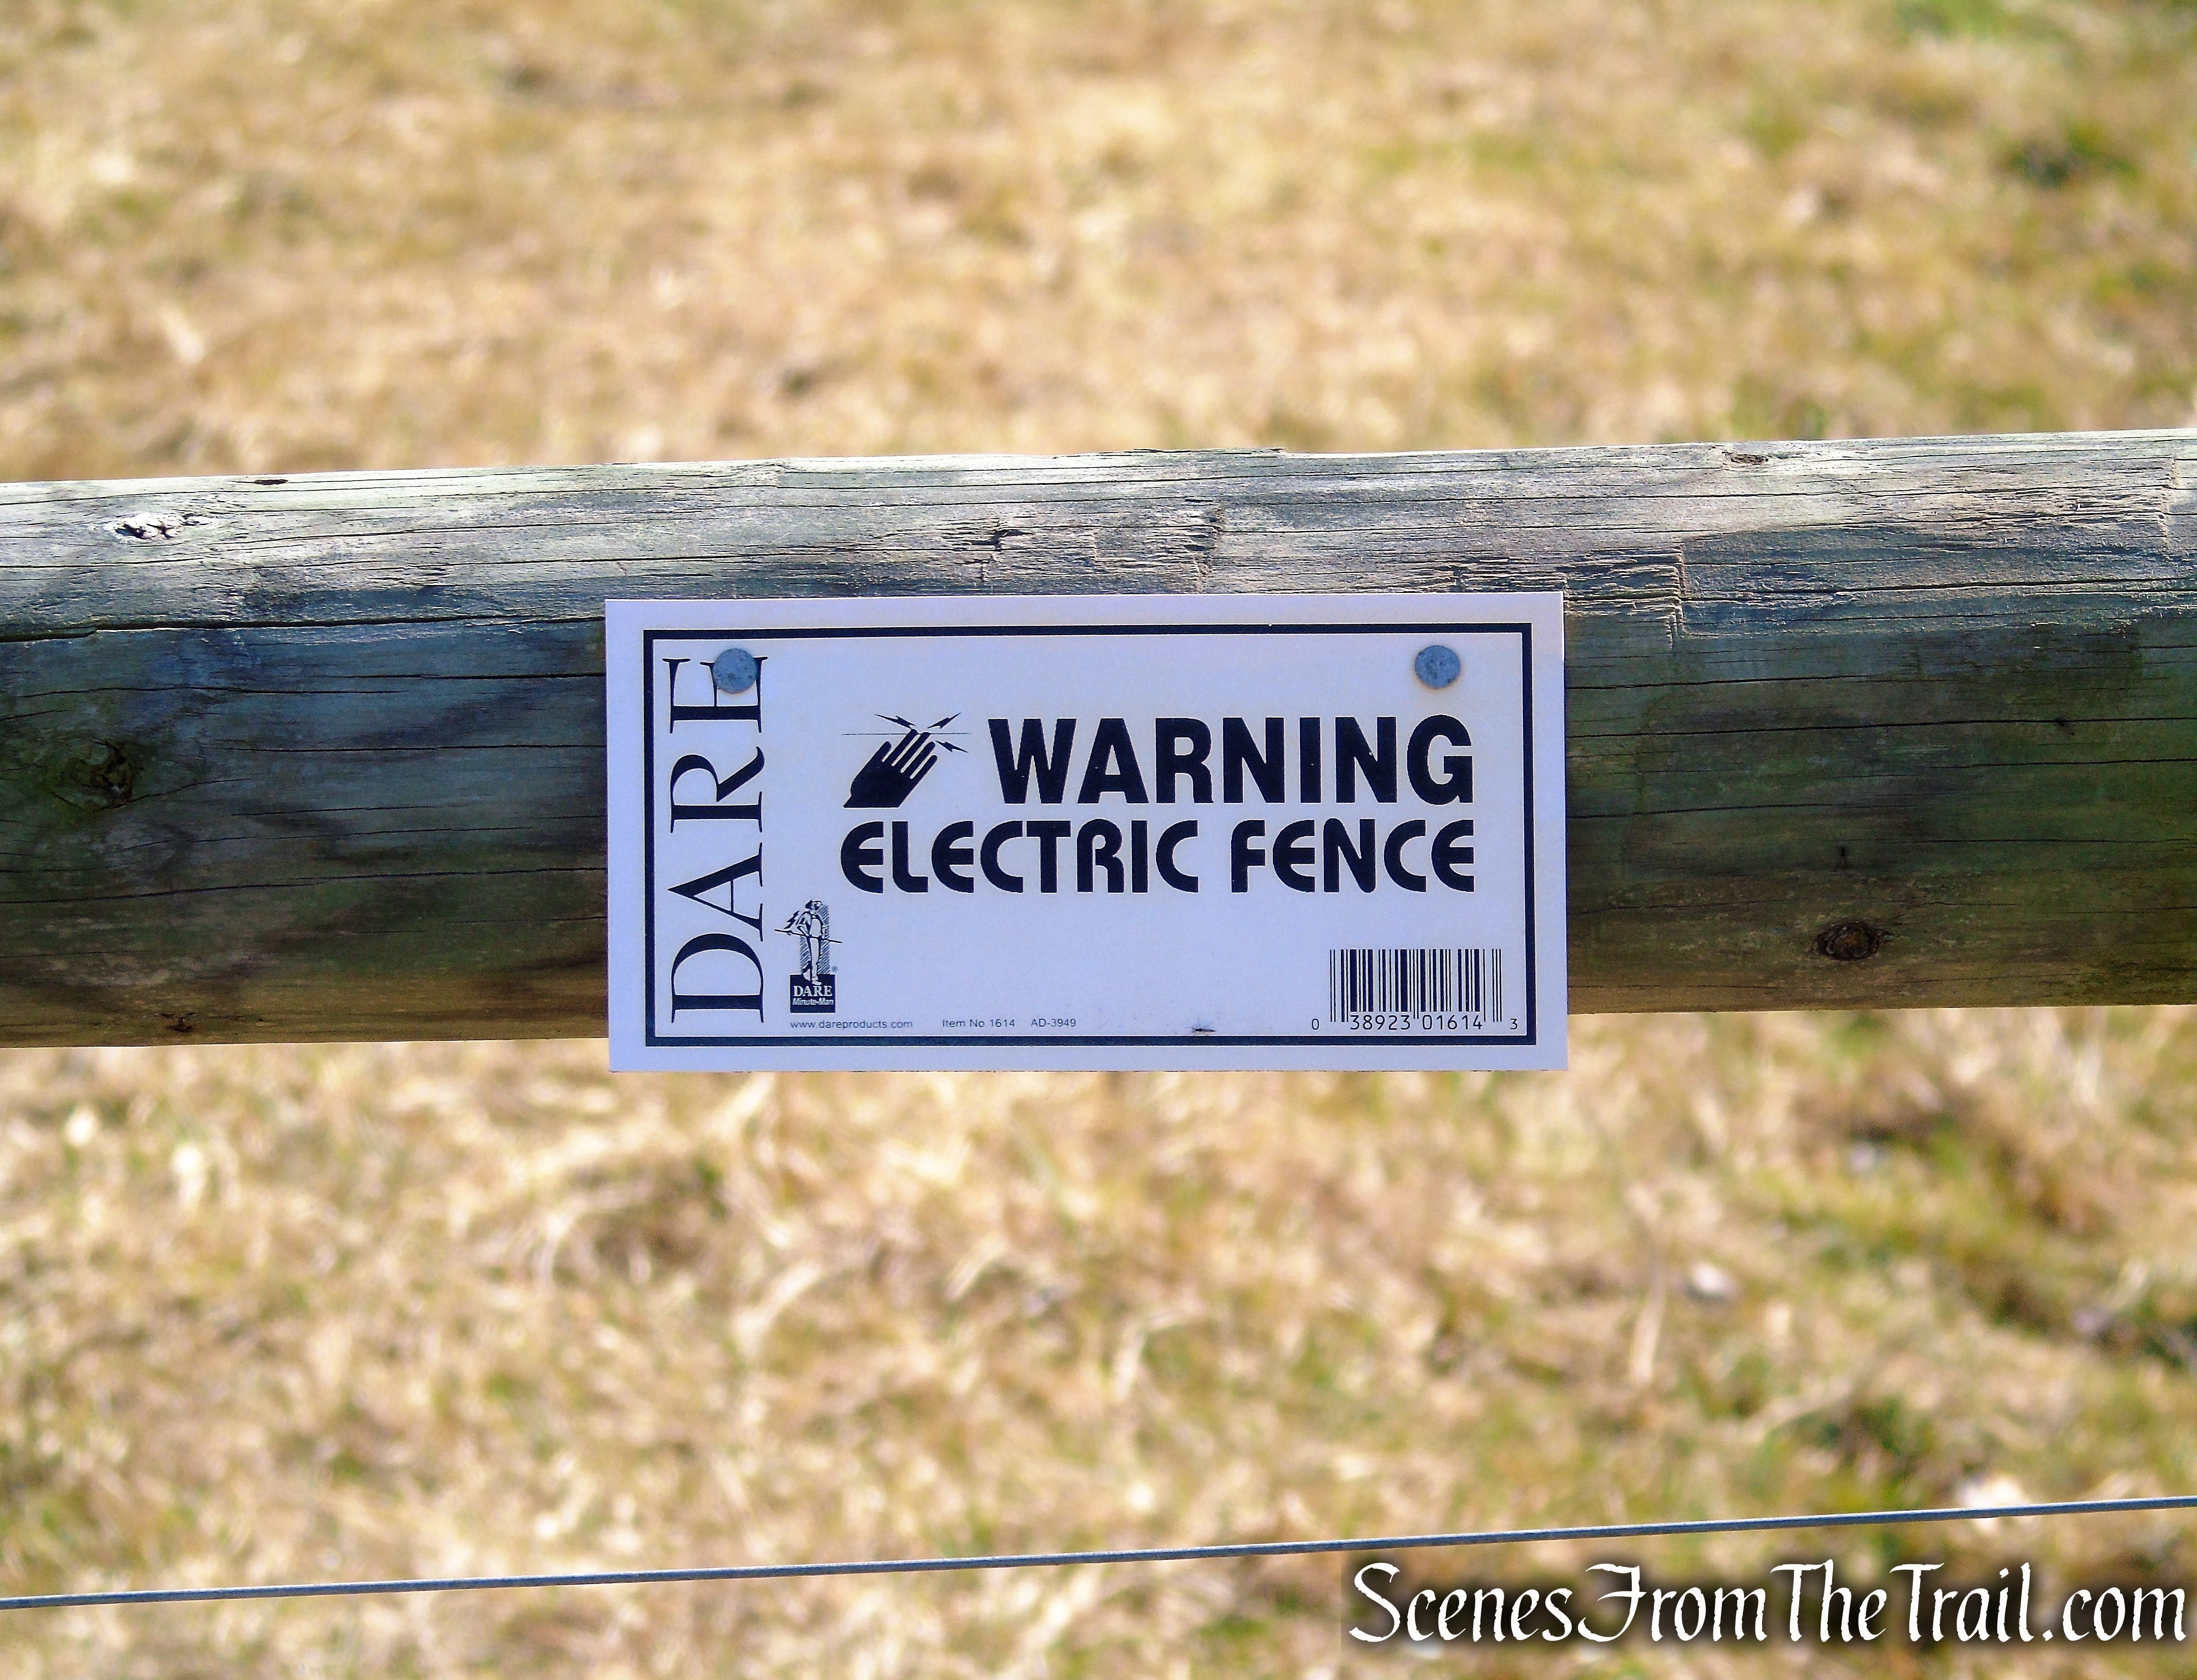 DARE
WARNING
ELECTRIC FENCE
DARE
Minute-Man
®
www.dareproducts.com Item No 1614 AD-3949
0 38923 01614 3
ScenesFromTheTrail.com